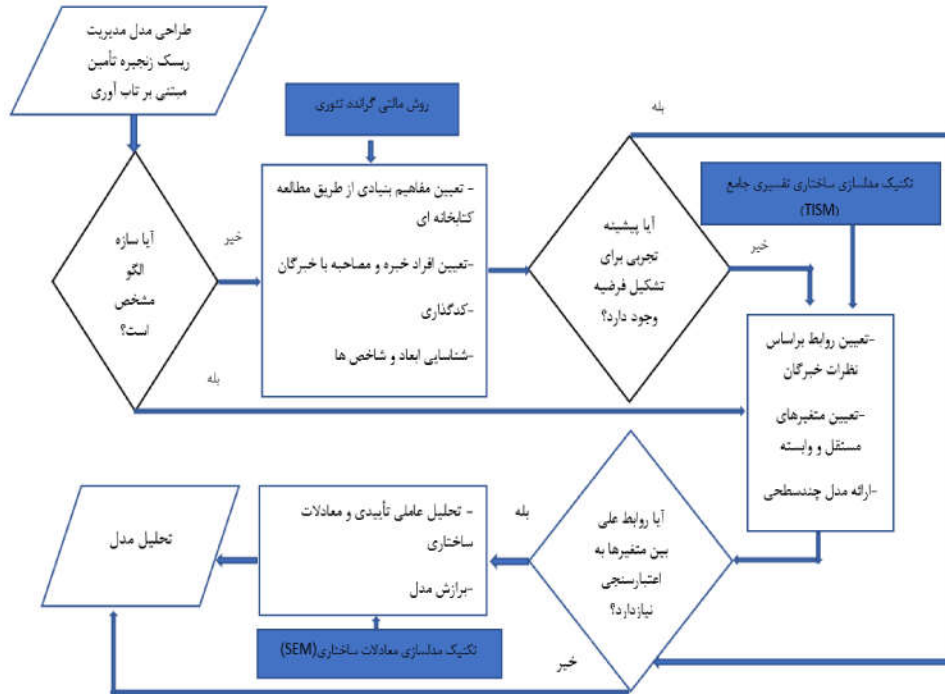 طراحی مدل مدیریت
ریسک زنجیره تأمین
مبتنی بر تاب آوری
آیا سازه
الگو
مشخص
است؟
خیر
بله
روش مالتی گراند تئوری
- تعیین مفاهیم بنیادی از طریق مطالعه
کتابخانه ای
-تعیین افراد خبره و مصاحبه با خبرگان
-کدگذاری
-شناسایی ابعاد و شاخص ها
آیا پیشینه
تجربی برای
تشکیل فرضیه
وجود دارد؟
بله
خیر
تکنیک مدلسازی ساختاری تفسیری جامع
(TISM)
-تعیین روابط براساس
نظرات خبرگان
-تعیین متغیرهای
مستقل و وابسته
-ارائه مدل چندسطحی
آیا روابط علی
بین متغیرها به
اعتبارسنجی
نیازدارد؟
بله
خیر
- تحلیل عاملی تأییدی و معادلات
ساختاری
-برازش مدل
تکنیک مدلسازی معادلات ساختاری(SEM)
تحلیل مدل